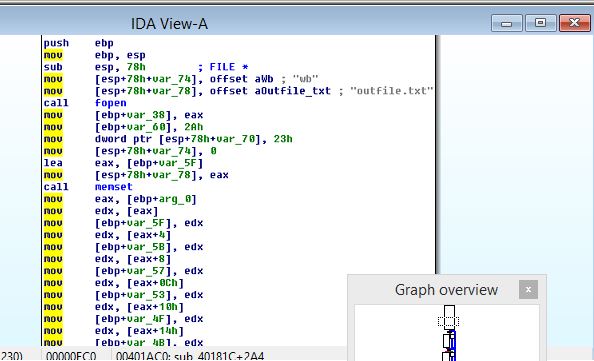 IDA View-A
push ebp
mov ebp, esp
sub esp, 78h ; FILE *
mov [esp+78h+var_74], offset aWb ; "wb"
mov [esp+78h+var_78], offset aOutfile_txt ; "outfile.txt"
call fopen
mov [ebp+var_38], eax
mov [ebp+var_60], 2Ah
mov dword ptr [esp+78h+var_70], 23h
mov [esp+78h+var_74], 0
lea eax, [ebp+var_5F]
mov [esp+78h+var_78], eax
call memset
mov eax, [ebp+arg_0]
mov edx, [eax]
mov [ebp+var_5F], edx
mov edx, [eax+4]
mov [ebp+var_5B], edx
mov edx, [eax+8]
mov [ebp+var_57], edx
mov edx, [eax+0Ch]
mov [ebp+var_53], edx
mov edx, [eax+10h]
mov [ebp+var_4F], edx
mov edx, [eax+14h]
mov [ebp+var_4B], edx
Graph overview
230) 00000EC0 00401AC0: sub_40181C+2A4